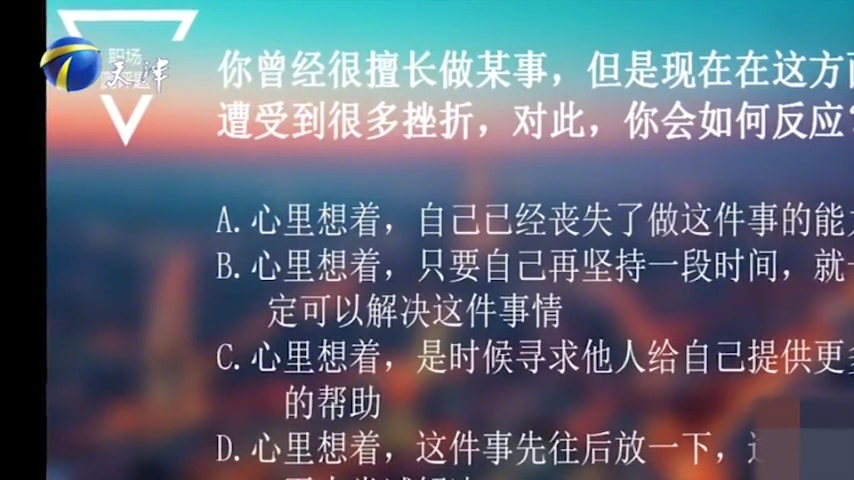 职场
天津
你曾经很擅长做某事，但是现在在这方
遭受到很多挫折，对此，你会如何反应？
A.心里想着，自己已经丧失了做这件事的能
B.心里想着，只要自己再坚持一段时间，就
定可以解决这件事情
C.心里想着，是时候寻求他人给自己提供更
的帮助
D.心里想着，这件事先往后放一下，